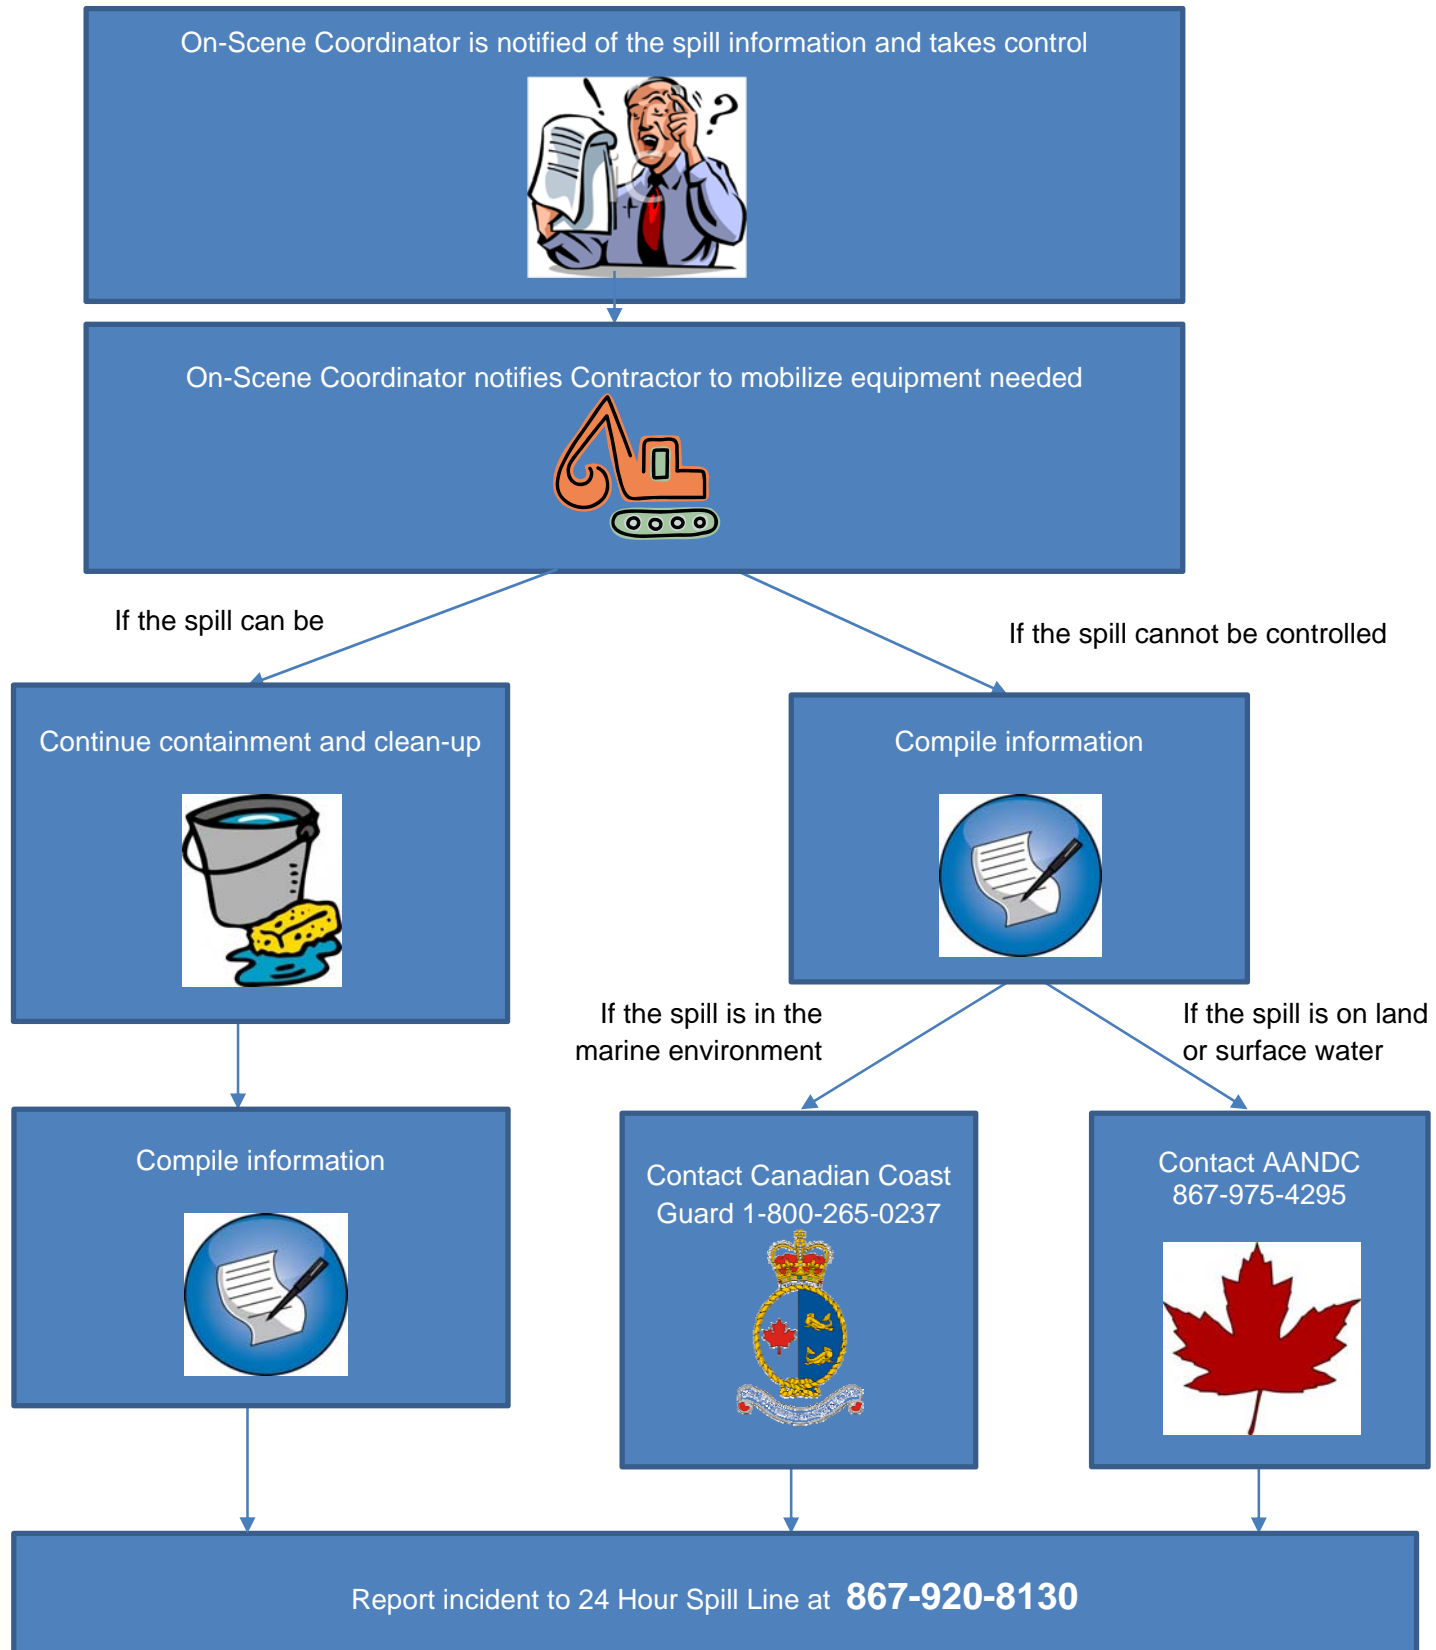 On-Scene Coordinator is notified of the spill information and takes control
On-Scene Coordinator notifies Contractor to mobilize equipment needed
If the spill can be
If the spill cannot be controlled
Continue containment and clean-up
Compile information
If the spill is in the
marine environment
If the spill is on land
or surface water
Compile information
Contact Canadian Coast
Guard 1-800-265-0237
Contact AANDC
867-975-4295
Report incident to 24 Hour Spill Line at 867-920-8130